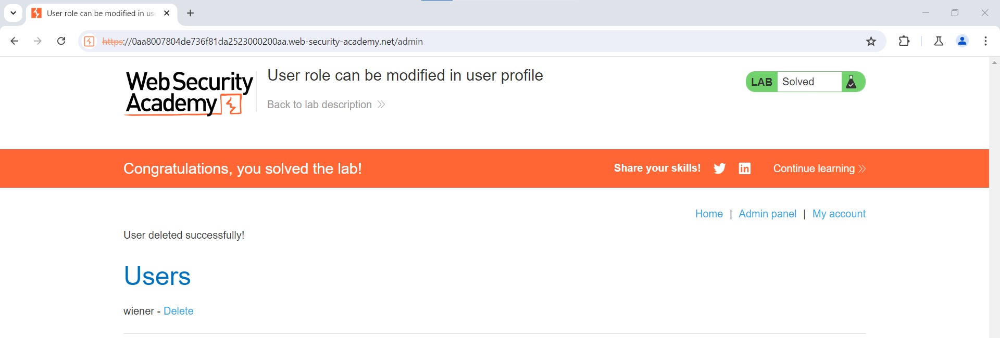 User role can be modified in us
https://0aa8007804de736f81da2523000200aa.web-security-academy.net/admin
Web Security
Academy
User role can be modified in user profile
Back to lab description
LAB Solved
Congratulations, you solved the lab!
Share your skills!
Continue learning
Home | Admin panel | My account
User deleted successfully!
Users
wiener - Delete